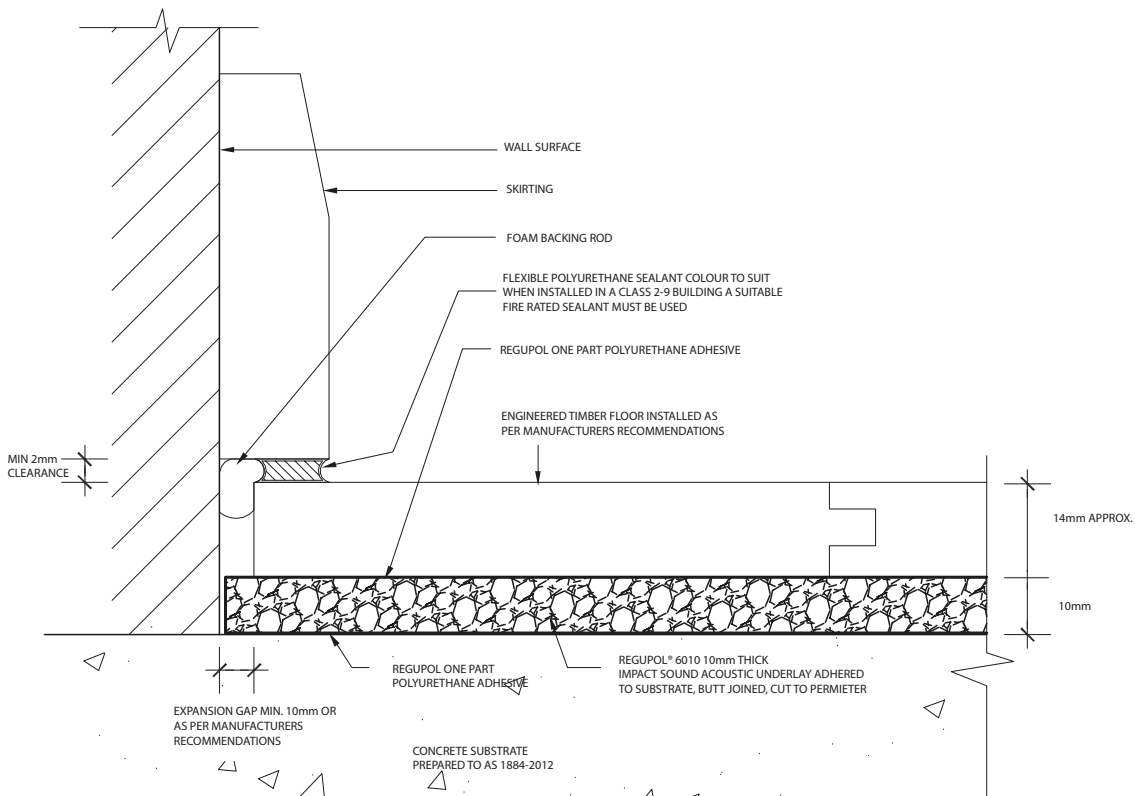 WALL SURFACE
SKIRTING
FOAM BACKING ROD
FLEXIBLE POLYURETHANE SEALANT COLOUR TO SUIT
WHEN INSTALLED IN A CLASS 2-9 BUILDING A SUITABLE
FIRE RATED SEALANT MUST BE USED
REGUPOL ONE PART POLYURETHANE ADHESIVE
ENGINEERED TIMBER FLOOR INSTALLED AS
PER MANUFACTURERS RECOMMENDATIONS
MIN 2mm
CLEARANCE
14mm APPROX.
10mm
REGUPOL ONE PART
POLYURETHANE ADHESIVE
REGUPOL® 6010 10mm THICK
IMPACT SOUND ACOUSTIC UNDERLAY ADHERED
TO SUBSTRATE, BUTT JOINED, CUT TO PERMIETER
EXPANSION GAP MIN. 10mm OR
AS PER MANUFACTURERS
RECOMMENDATIONS
CONCRETE SUBSTRATE
PREPARED TO AS 1884-2012